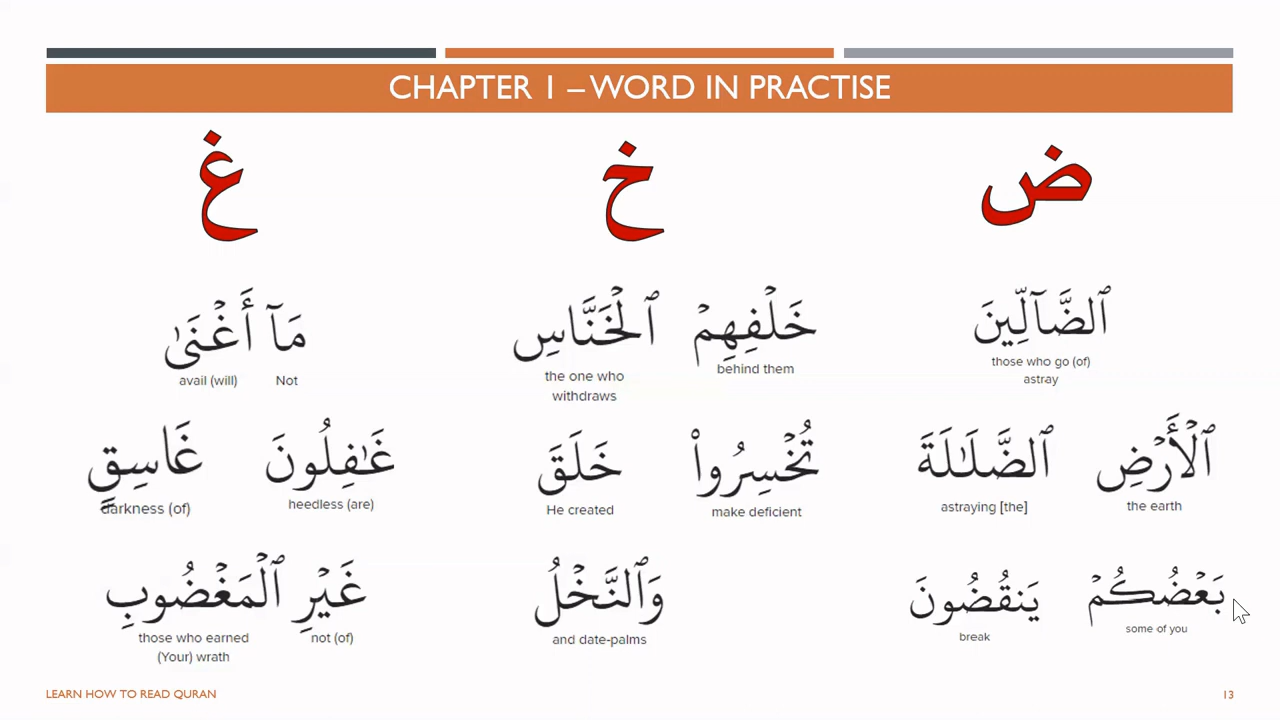 CHAPTER 1 – WORD IN PRACTISE
ض
خ
غ
ٱلضَّآلِّينَ
those who go (of)
astray
خَلْفِهِمْ
behind them
ٱلْخَنَّاسِ
the one who
withdraws
مَآ أَغْنَىٰ
avail (will) Not
ٱلْأَرْضِ
the earth
ٱلضَّلَـٰلَةَ
astraying [the]
تُخْسِرُوا۟
make deficient
خَلَقَ
He created
غَـٰفِلُونَ
heedless (are)
غَاسِقٍ
darkness (of)
بَعْضُكُمْ
some of you
يَنقُضُونَ
break
وَٱلنَّخْلُ
and date-palms
غَيْرِ ٱلْمَغْضُوبِ
those who earned not (of)
(Your) wrath
LEARN HOW TO READ QURAN
13